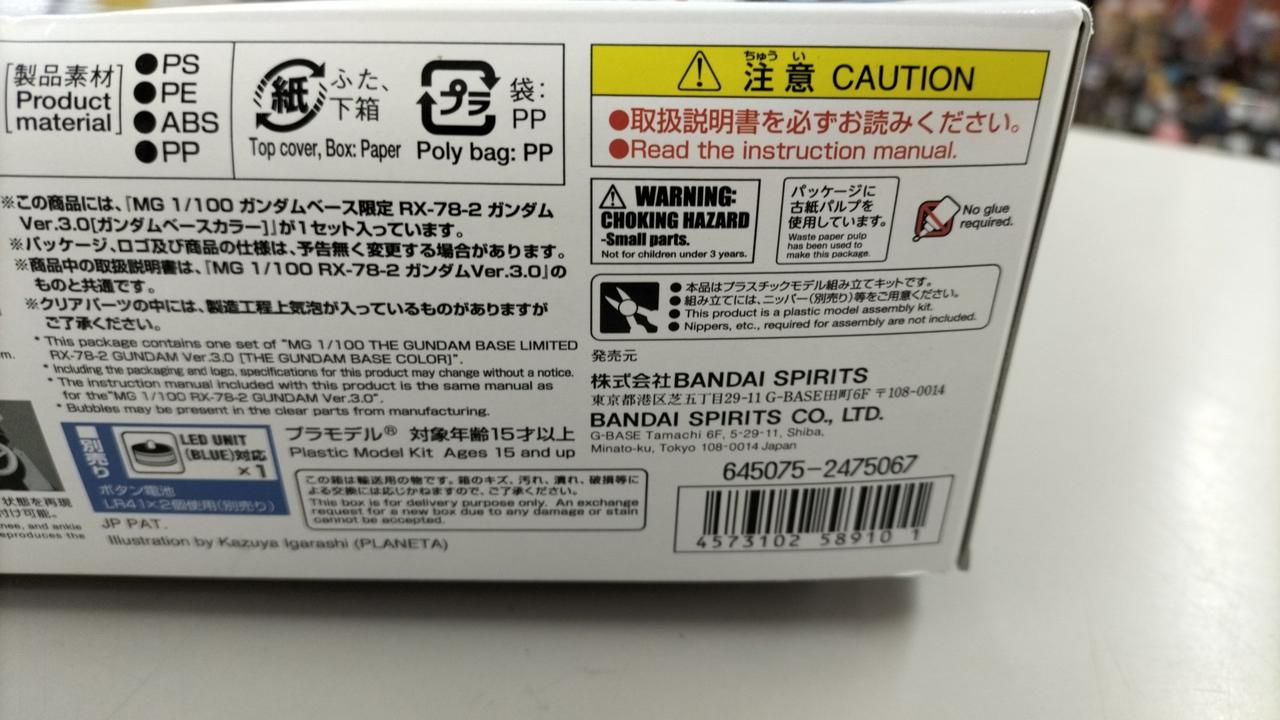 [製品素材]
Product
material
●PS
●PE
●ABS
●PP
紙
ふた、
下箱
Top cover, Box: Paper
プラ
袋:
PP
Poly bag: PP
※この商品には、『MG 1/100 ガンダムベース限定 RX-78-2 ガンダム
Ver.3.0[ガンダムベースカラー]』が1セット入っています。
※パッケージ、ロゴ及び商品の仕様は、予告無く変更する場合があります。
※商品中の取扱説明書は、『MG 1/100 RX-78-2 ガンダムVer.3.0』の
ものと共通です。
※クリアパーツの中には、製造工程上気泡が入っているものがありますが
ご了承ください。
* This package contains one set of "MG 1/100 THE GUNDAM BASE LIMITED
RX-78-2 GUNDAM Ver.3.0 [THE GUNDAM BASE COLOR]".
* Including the packaging and logo, specifications for this product may change without a notice.
* The instruction manual included with this product is the same manual as
for the"MG 1/100 RX-78-2 GUNDAM Ver.3.0".
* Bubbles may be present in the clear parts from manufacturing.
m.
状態を再現
付け可能。
nee, and ankle
eproduces the
別売り
LED UNIT
(BLUE)対応
×1
ボタン電池
LR41×2個使用(別売り)
プラモデル® 対象年齢15才以上
Plastic Model Kit Ages 15 and up
この箱は輸送用の物です。箱のキズ、汚れ、潰れ、破損等に
よる交換には応じかねますので、ご了承ください。
This box is for delivery purpose only. An exchange
request for a new box due to any damage or stain
cannot be accepted.
JP PAT.
Illustration by Kazuya Igarashi (PLANETA)
ちゅう い
注意 CAUTION
●取扱説明書を必ずお読みください。
●Read the instruction manual.
WARNING:
CHOKING HAZARD
-Small parts.
Not for children under 3 years.
パッケージに
古紙パルプを
使用しています。
Waste paper pulp
has been used to
make this package.
No glue
required.
● 本品はプラスチックモデル組み立てキットです。
● 組み立てには、ニッパー(別売り)等をご用意ください。
● This product is a plastic model assembly kit.
● Nippers, etc., required for assembly are not included.
発売元
株式会社BANDAI SPIRITS
東京都港区芝五丁目29-11 G-BASE田町6F 〒108-0014
BANDAI SPIRITS CO., LTD.
G-BASE Tamachi 6F, 5-29-11, Shiba,
Minato-ku, Tokyo 108-0014 Japan
645075-2475067
4573102 58910 1